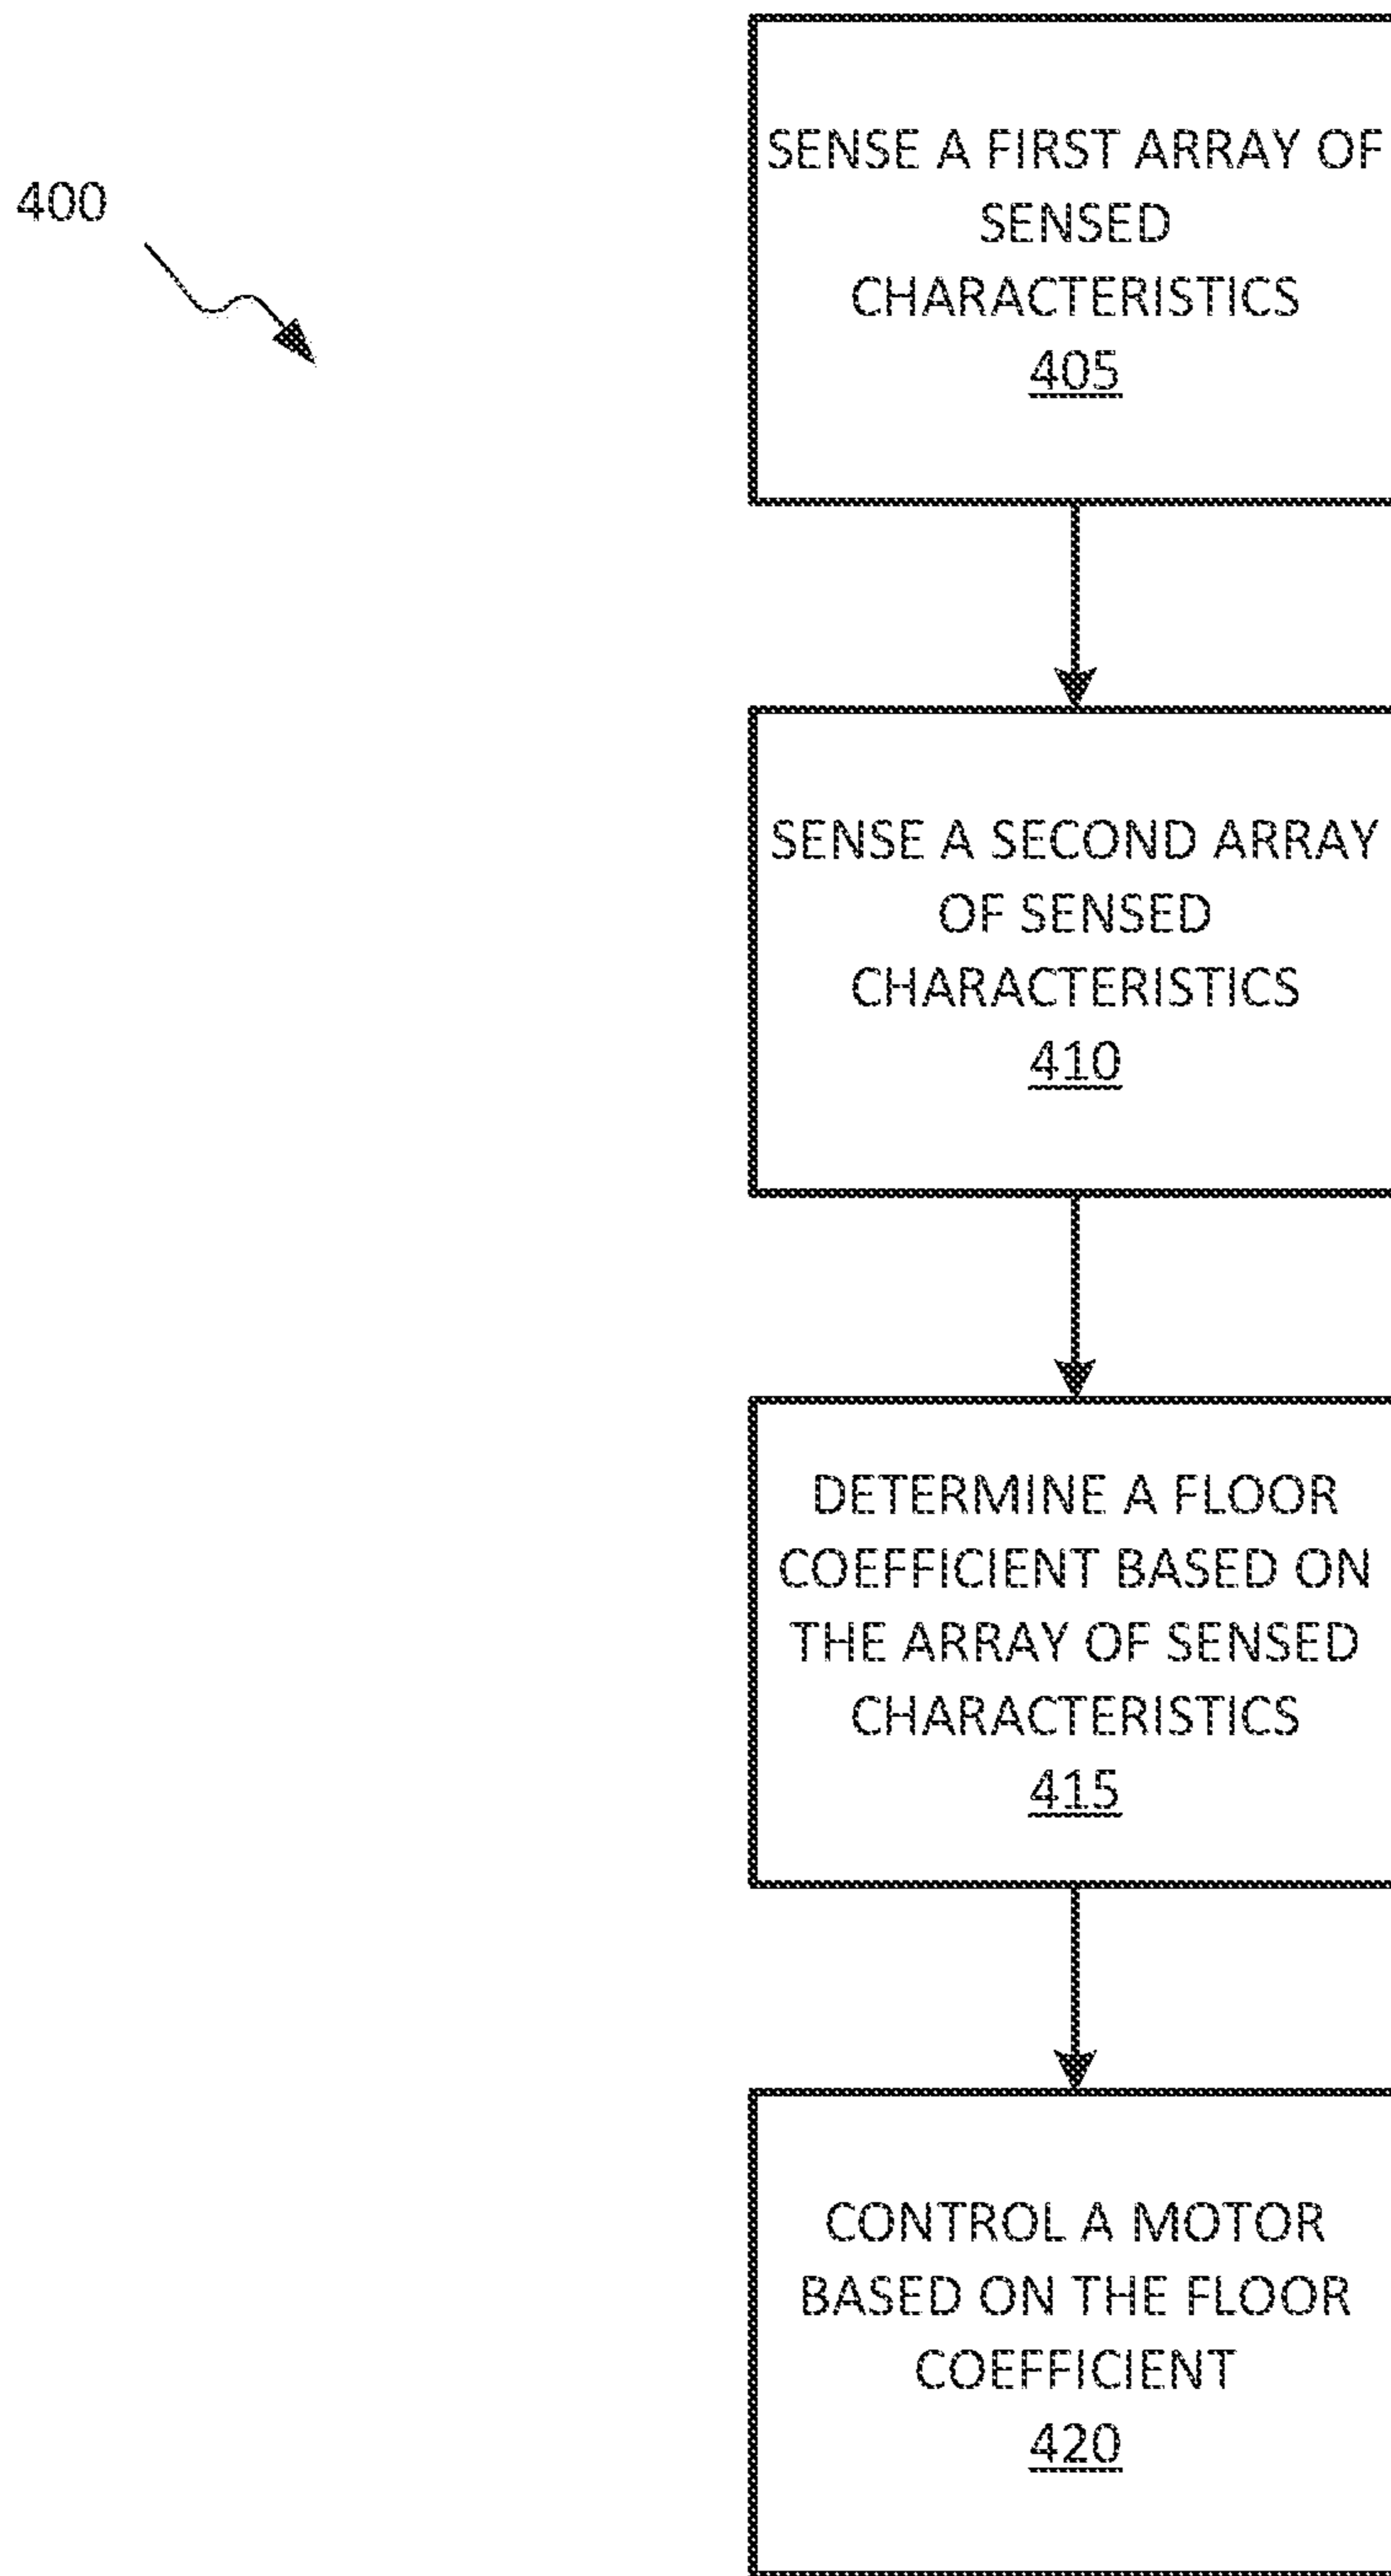 400
SENSE A FIRST ARRAY OF
SENSED
CHARACTERISTICS
405
SENSE A SECOND ARRAY
OF SENSED
CHARACTERISTICS
410
DETERMINE A FLOOR
COEFFICIENT BASED ON
THE ARRAY OF SENSED
CHARACTERISTICS
415
CONTROL A MOTOR
BASED ON THE FLOOR
COEFFICIENT
420